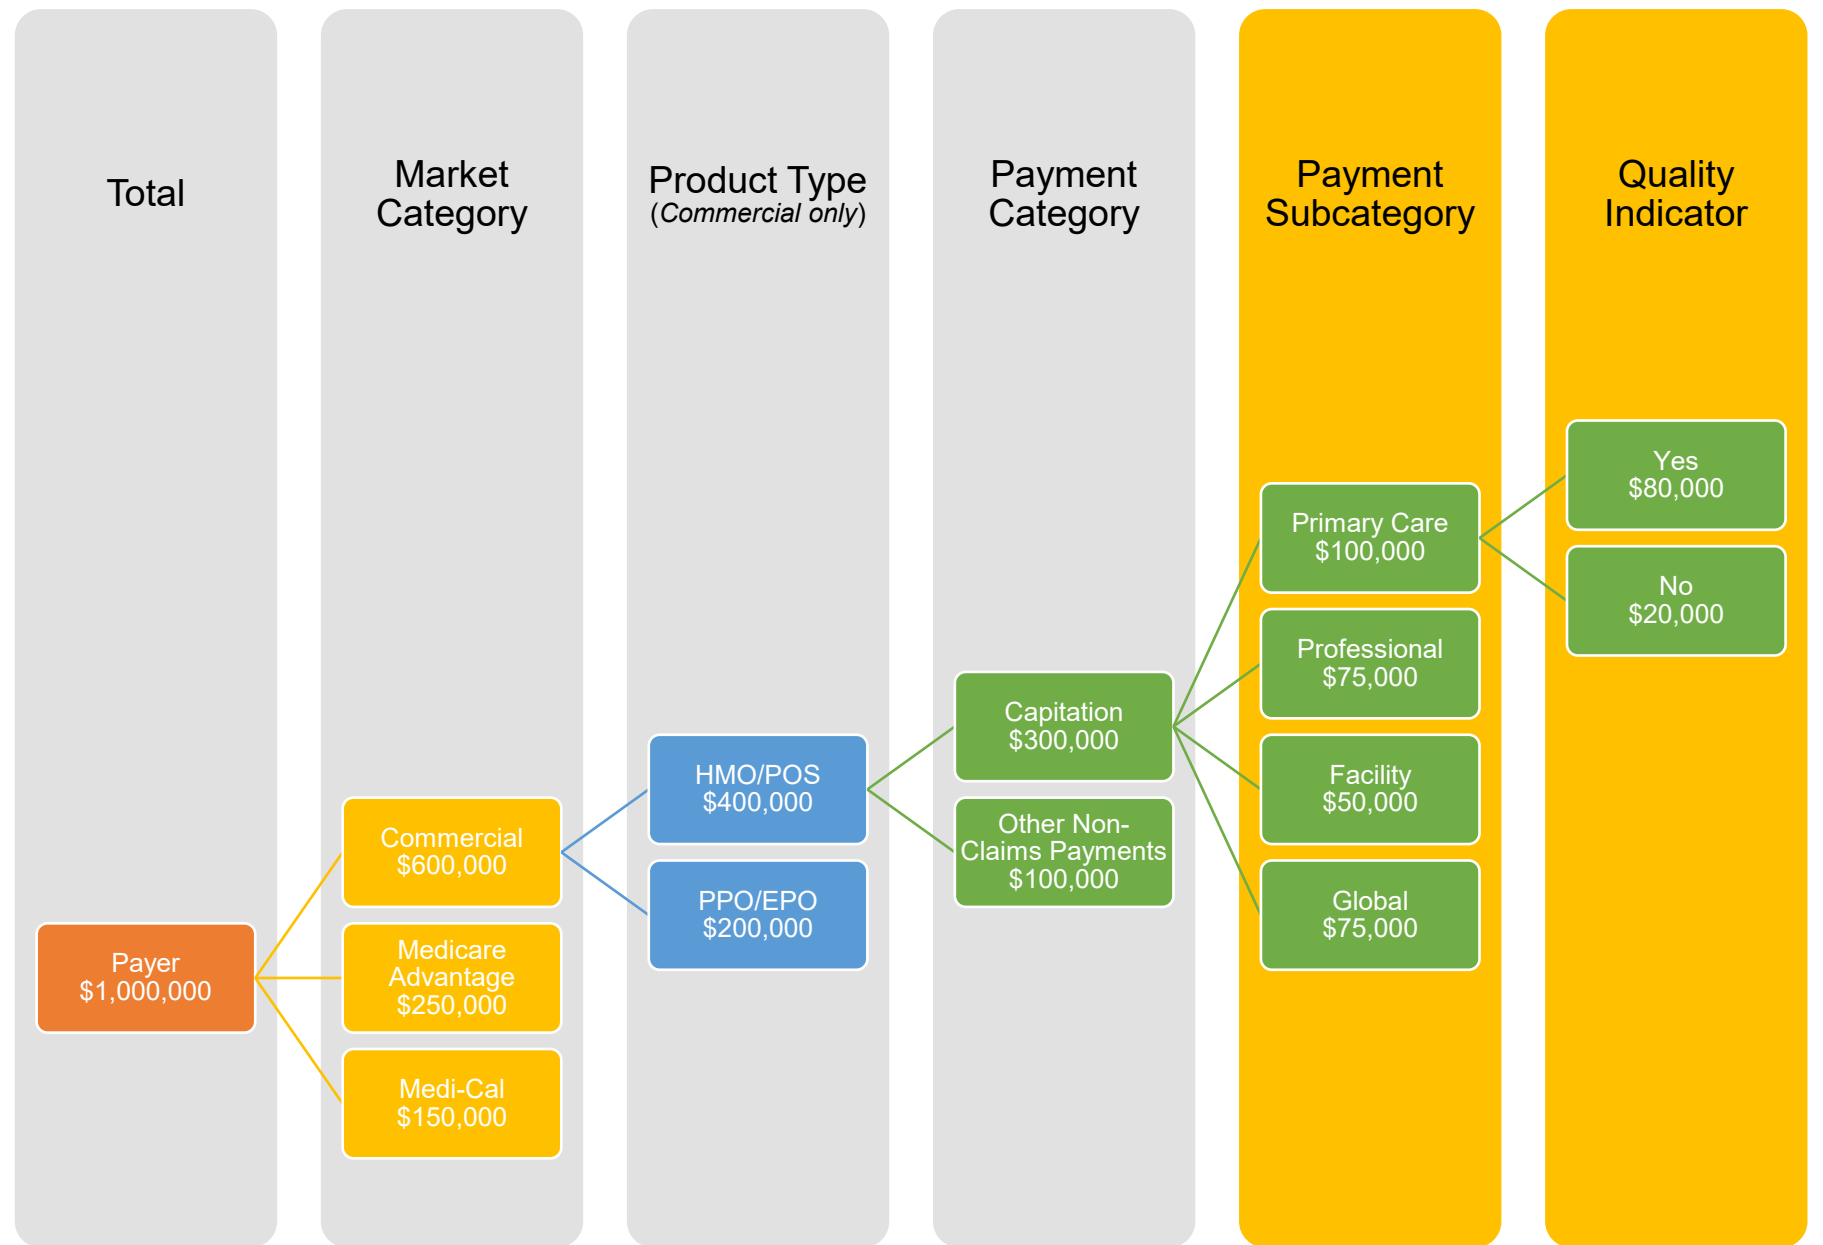 Total
Market
Category
Product Type
(Commercial only)
Payment
Category
Payment
Subcategory
Quality
Indicator
Payer
$1,000,000
Commercial
$600,000
Medicare
Advantage
$250,000
Medi-Cal
$150,000
HMO/POS
$400,000
PPO/EPO
$200,000
Capitation
$300,000
Other Non-
Claims Payments
$100,000
Primary Care
$100,000
Professional
$75,000
Facility
$50,000
Global
$75,000
Yes
$80,000
No
$20,000